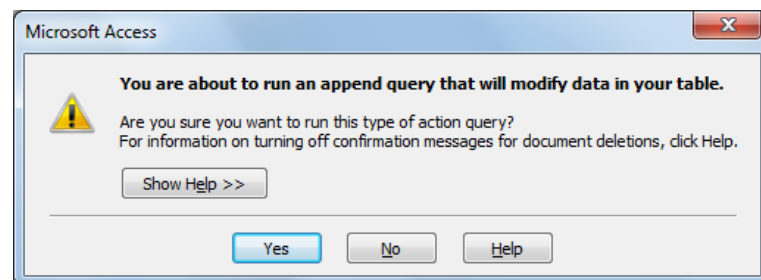 Microsoft Access
X
You are about to run an append query that will modify data in your table.
Are you sure you want to run this type of action query?
For information on turning off confirmation messages for document deletions, click Help.
Show Help >>
Yes No Help